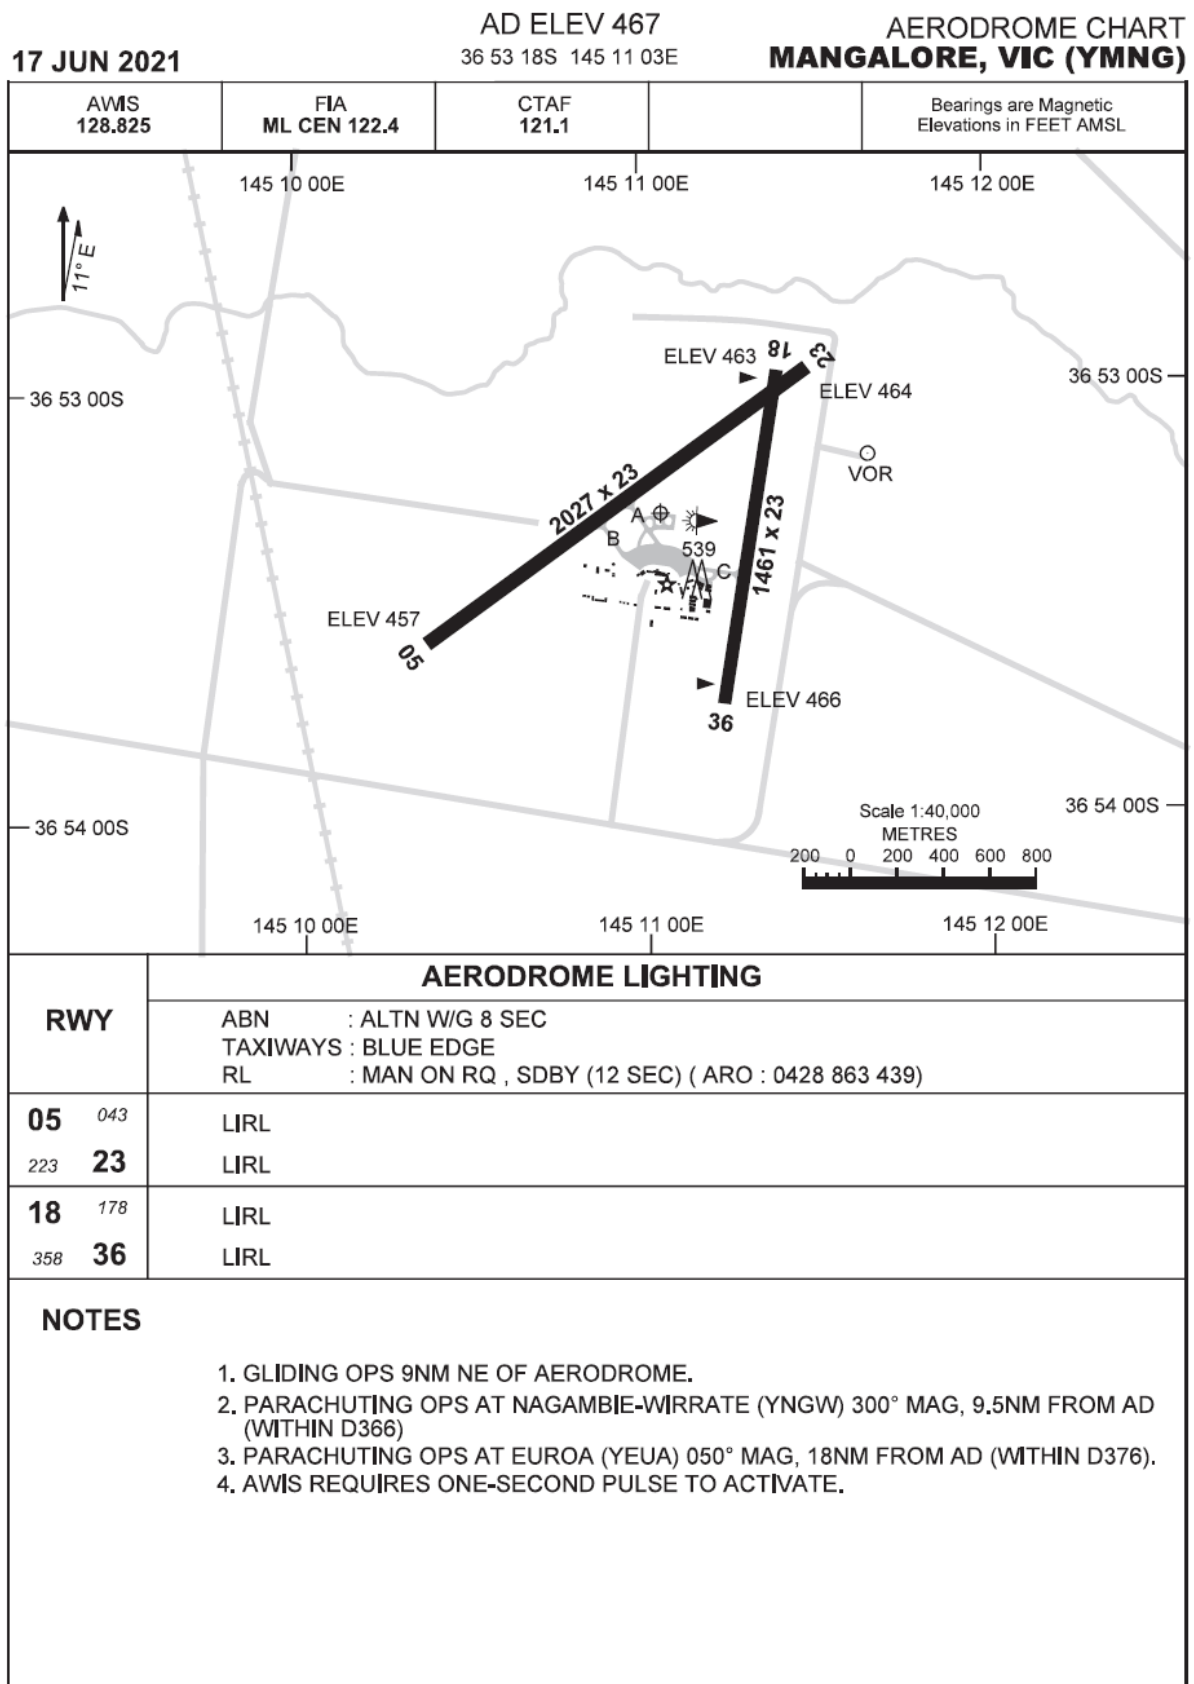 AD ELEV 467
AERODROME CHART
17 JUN 2021
36 53 18S 145 11 03E
MANGALORE, VIC (YMNG)
AWIS
128.825
FIA
ML CEN 122.4
CTAF
121.1
Bearings are Magnetic
Elevations in FEET AMSL
145 10 00E
145 11 00E
145 12 00E
11° E
ELEV 463
18
23
36 53 00S
36 53 00S
ELEV 464
VOR
2027 x 23
A
B
539
C
1461 x 23
ELEV 457
05
ELEV 466
36
36 54 00S
36 54 00S
Scale 1:40,000
METRES
200 0 200 400 600 800
145 10 00E
145 11 00E
145 12 00E
RWY
AERODROME LIGHTING
ABN : ALTN W/G 8 SEC
TAXIWAYS : BLUE EDGE
RL : MAN ON RQ , SDBY (12 SEC) ( ARO : 0428 863 439)
05 043 LIRL
223 23 LIRL
18 178 LIRL
358 36 LIRL
NOTES
1. GLIDING OPS 9NM NE OF AERODROME.
2. PARACHUTING OPS AT NAGAMBIE-WIRRATE (YNGW) 300° MAG, 9.5NM FROM AD
(WITHIN D366)
3. PARACHUTING OPS AT EUROA (YEUA) 050° MAG, 18NM FROM AD (WITHIN D376).
4. AWIS REQUIRES ONE-SECOND PULSE TO ACTIVATE.